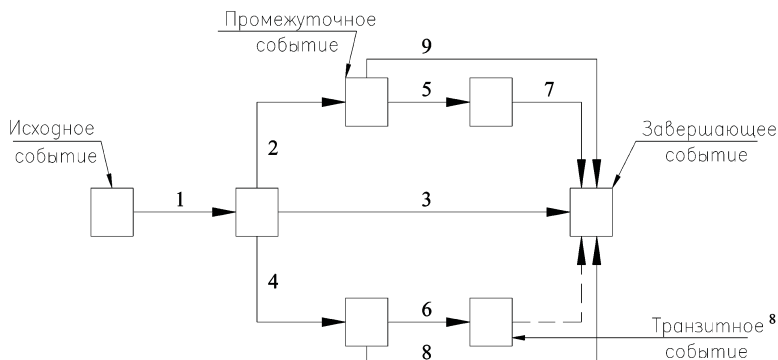 Промежуточное
событие
9
5
7
Исходное
событие
2
Завершающее
событие
1
3
4
6
Транзитное 8
событие
8